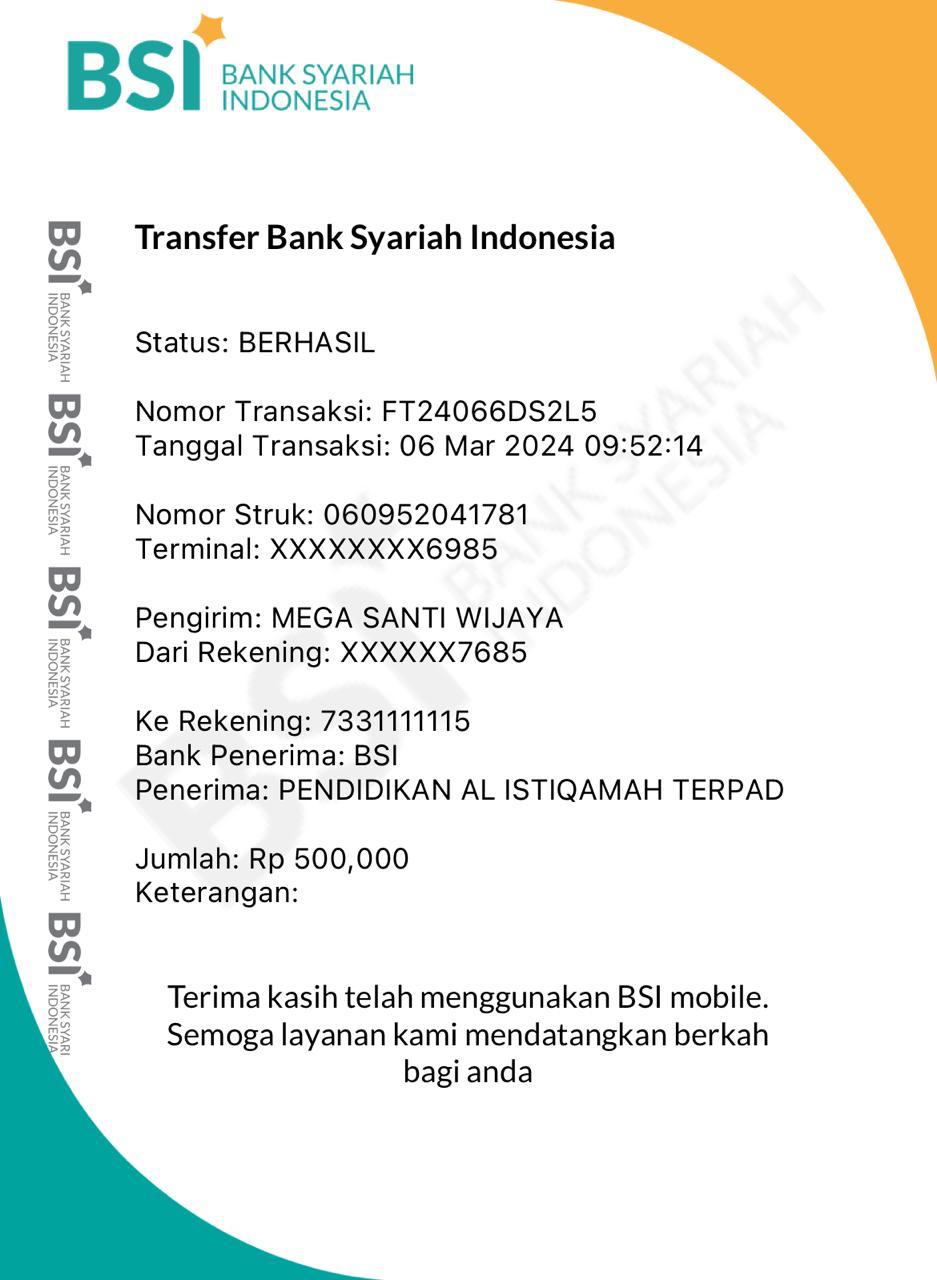 BSI BANK SYARIAH
INDONESIA
Transfer Bank Syariah Indonesia
Status: BERHASIL
Nomor Transaksi: FT24066DS2L5
Tanggal Transaksi: 06 Mar 2024 09:52:14
Nomor Struk: 060952041781
Terminal: XXXXXXXX6985
Pengirim: MEGA SANTI WIJAYA
Dari Rekening: XXXXXX7685
Ke Rekening: 7331111115
Bank Penerima: BSI
Penerima: PENDIDIKAN AL ISTIQAMAH TERPAD
Jumlah: Rp 500,000
Keterangan:
Terima kasih telah menggunakan BSI mobile.
Semoga layanan kami mendatangkan berkah
bagi anda
BSI BANK SYARIAH
INDONESIA
BSI BANK SYARIAH
INDONESIA
BSI BANK SYARIAH
INDONESIA
BSI BANK SYARIAH
INDONESIA
BSI BANK SYARI
INDONESIA
BSI BANK SYARIAH
INDONESIA